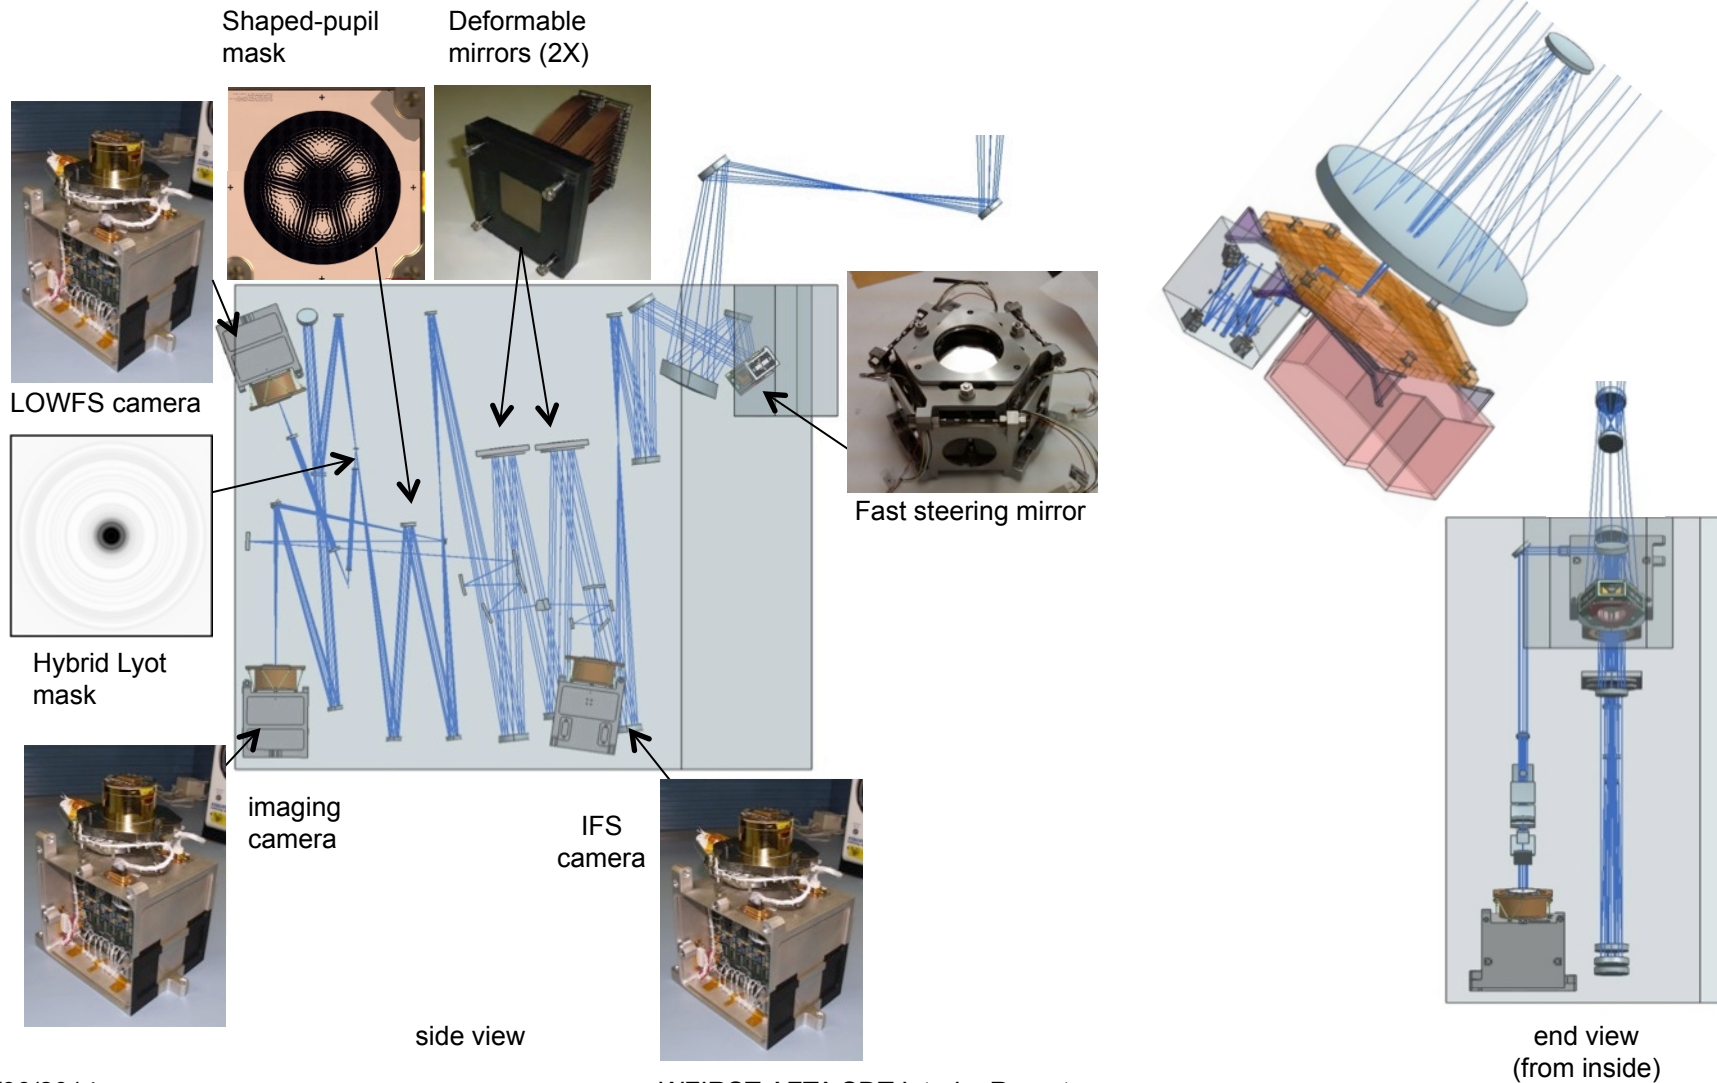 Shaped-pupil
mask
Deformable
mirrors (2X)
LOWFS camera
Fast steering mirror
Hybrid Lyot
mask
imaging
camera
IFS
camera
side view
end view
(from inside)